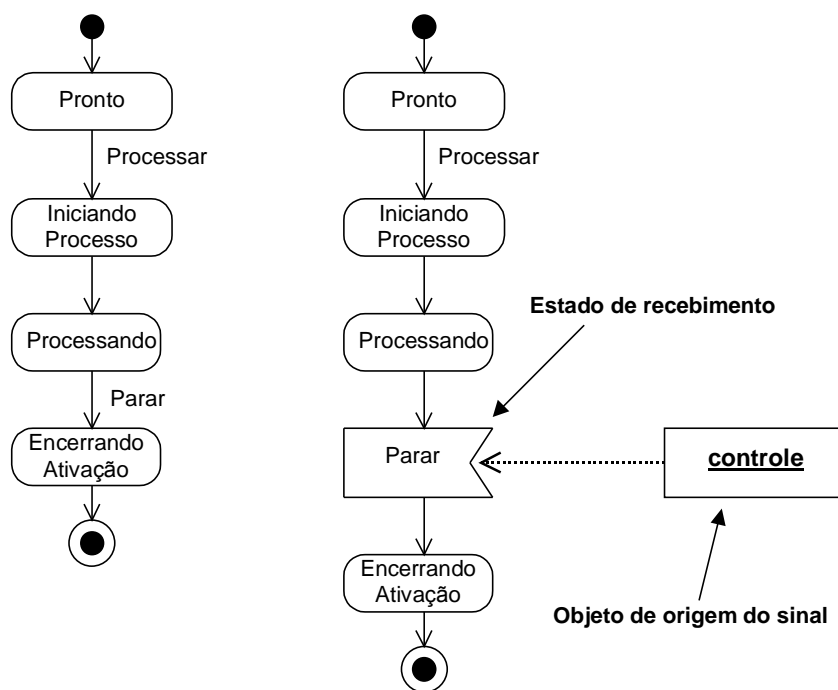 Pronto
Processar
Iniciando
Processo
Processando
Parar
Encerrando
Ativação
Pronto
Processar
Iniciando
Processo
Processando
Estado de recebimento
Parar
controle
Encerrando
Ativação
Objeto de origem do sinal